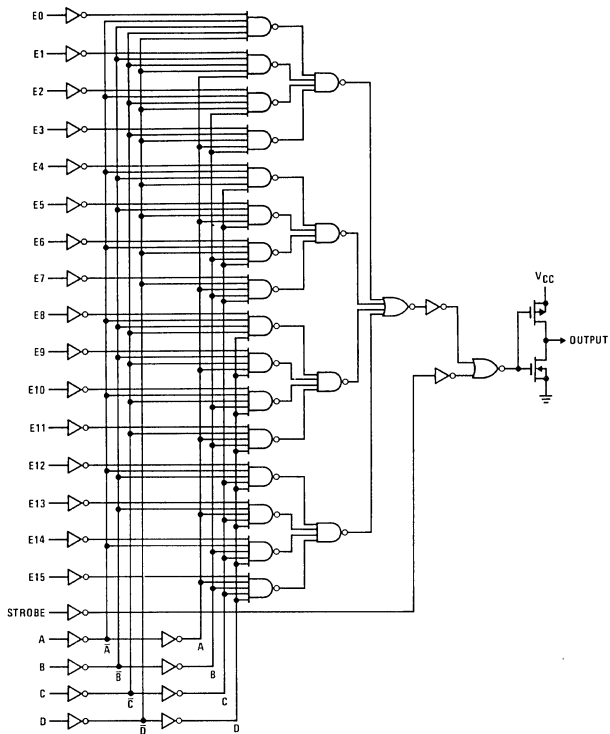 E0
E1
E2
E3
E4
E5
E6
E7
E8
E9
E10
E11
E12
E13
E14
E15
STROBE
A
B
C
D
A̅
B̅
C̅
D̅
A
B
C
D
VCC
OUTPUT